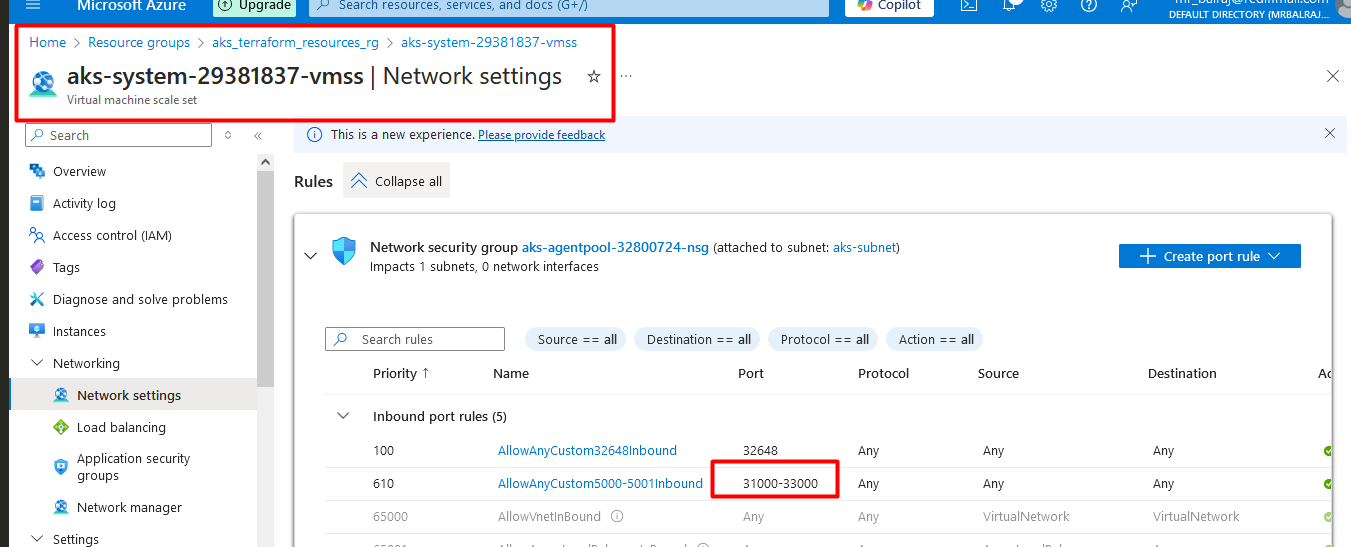 Microsoft Azure
Upgrade
Search resources, services, and docs (G+/)
Copilot
DEFAULT DIRECTORY (MRBALRAJ...
Home > Resource groups > aks_terraform_resources_rg > aks-system-29381837-vmss
aks-system-29381837-vmss | Network settings
Virtual machine scale set
Search
This is a new experience. Please provide feedback
Overview
Activity log
Access control (IAM)
Tags
Diagnose and solve problems
Instances
Networking
Network settings
Load balancing
Application security
groups
Network manager
Settings
Rules
Collapse all
Network security group aks-agentpool-32800724-nsg (attached to subnet: aks-subnet)
Impacts 1 subnets, 0 network interfaces
Create port rule
Search rules
Source == all
Destination == all
Protocol == all
Action == all
Priority ↑ Name Port Protocol Source Destination
Inbound port rules (5)
100 AllowAnyCustom32648Inbound 32648 Any Any Any
610 AllowAnyCustom5000-5001Inbound 31000-33000 Any Any Any
65000 AllowVnetInBound Any Any VirtualNetwork VirtualNetwork